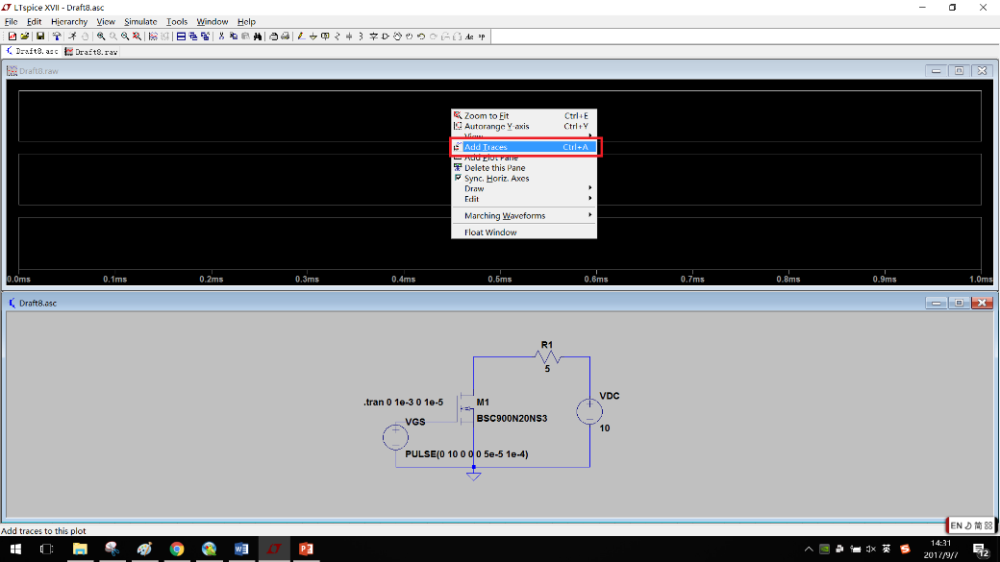 LTspice XVII - Draft8.asc
File Edit Hierarchy View Simulate Tools Window Help
Draft8.asc Draft8.raw
Draft8.raw
Zoom to Fit Ctrl+E
Autorange Y-axis Ctrl+Y
View
Add Traces Ctrl+A
Add Plot Pane
Delete this Pane
Sync. Horiz. Axes
Draw
Edit
Marching Waveforms
Float Window
0.0ms 0.1ms 0.2ms 0.3ms 0.4ms 0.5ms 0.6ms 0.7ms 0.8ms 0.9ms 1.0ms
Draft8.asc
R1
5
VDC
.tran 0 1e-3 0 1e-5
M1
VGS
BSC900N20NS3
10
PULSE(0 10 0 0 0 5e-5 1e-4)
EN 简
Add traces to this plot
14:31
英
2017/9/7
12